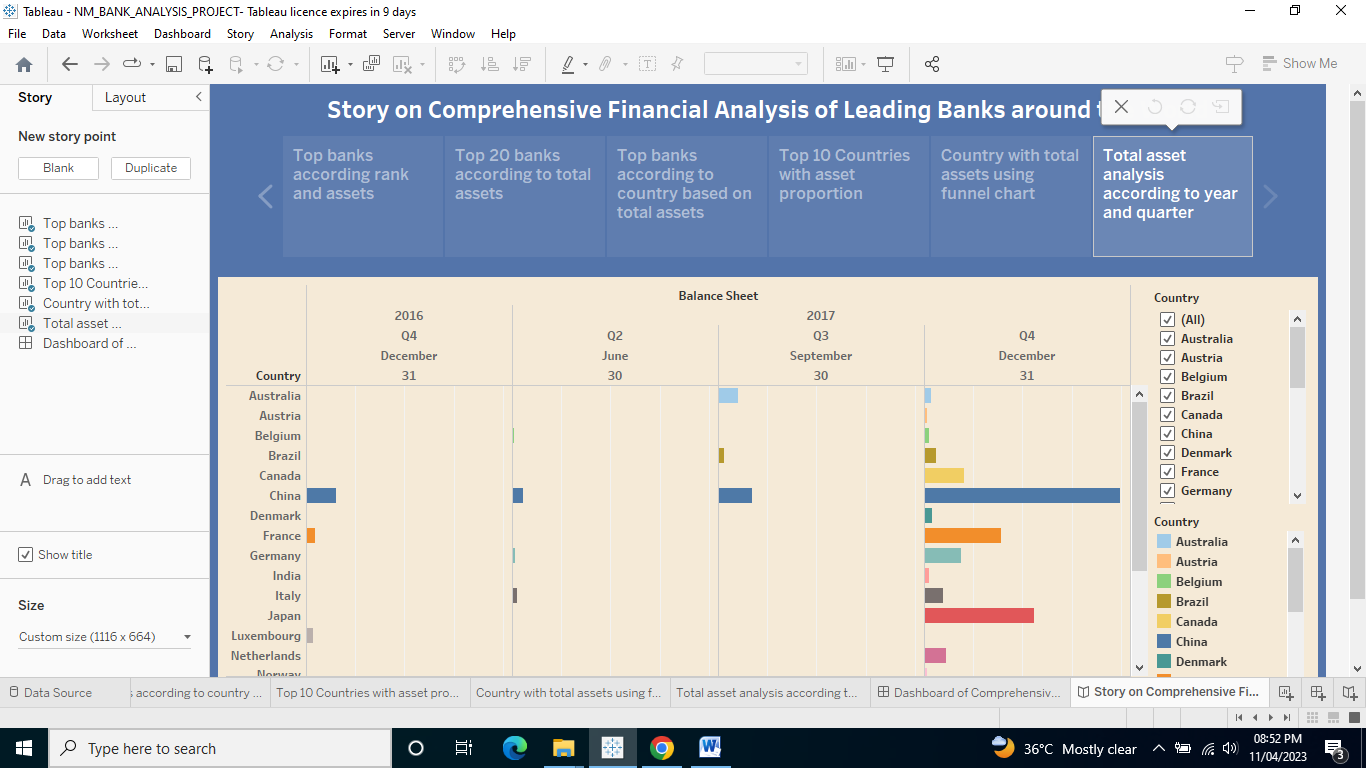 Tableau - NM_BANK_ANALYSIS_PROJECT- Tableau licence expires in 9 days
File Data Worksheet Dashboard Story Analysis Format Server Window Help
Show Me
Story Layout
New story point
Blank Duplicate
Top banks ...
Top banks ...
Top banks ...
Top 10 Countrie...
Country with tot...
Total asset ...
Dashboard of ...
A Drag to add text
Show title
Size
Custom size (1116 x 664)
Story on Comprehensive Financial Analysis of Leading Banks around
Top banks
according rank
and assets
Top 20 banks
according to total
assets
Top banks
according to
country based on
total assets
Top 10 Countries
with asset
proportion
Country with total
assets using
funnel chart
Total asset
analysis
according to year
and quarter
Balance Sheet
2016 2017
Q4 Q2 Q3 Q4
December June September December
Country 31 30 30 31
Australia
Austria
Belgium
Brazil
Canada
China
Denmark
France
Germany
India
Italy
Japan
Luxembourg
Netherlands
Norway
Country
(All)
Australia
Austria
Belgium
Brazil
Canada
China
Denmark
France
Germany
Country
Australia
Austria
Belgium
Brazil
Canada
China
Denmark
Data Source s according to country ... Top 10 Countries with asset pro... Country with total assets using f... Total asset analysis according t... Dashboard of Comprehensiv... Story on Comprehensive Fi...
Type here to search
36°C Mostly clear
08:52 PM
11/04/2023
3